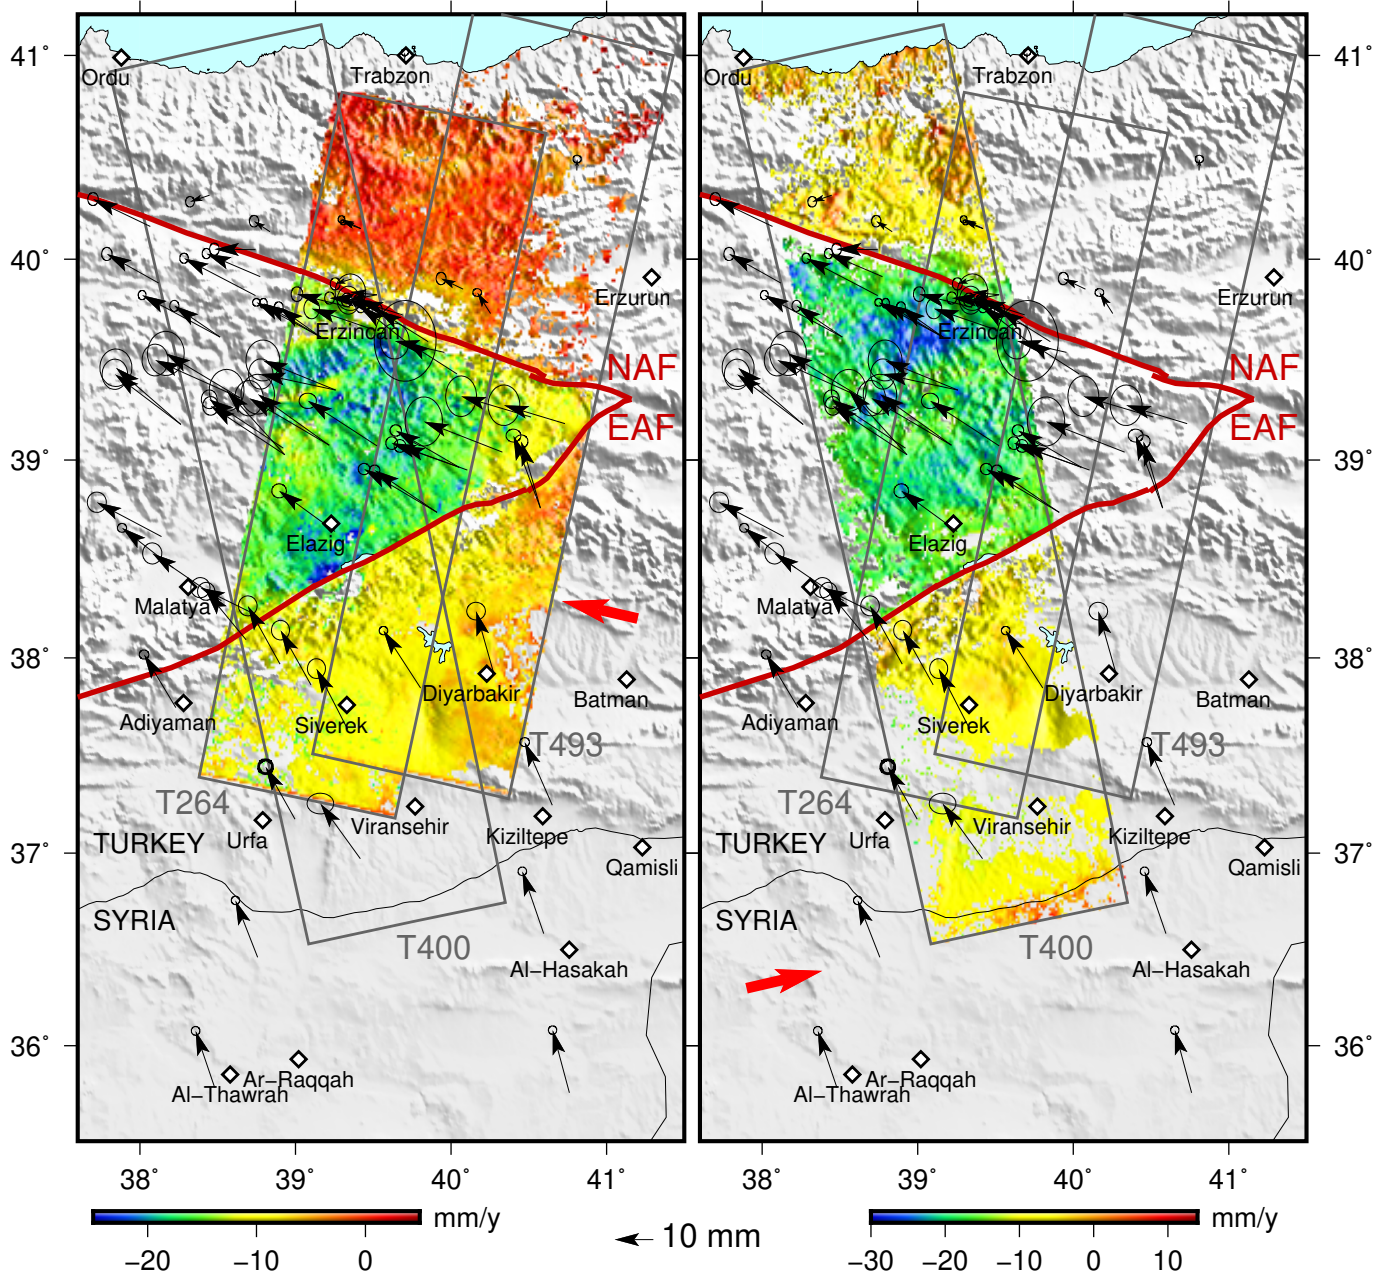 41° 41°
Ordu Trabzon Ordu Trabzon
40° 40°
Erzurun Erzurun
Erzincan Erzincan
NAF NAF
EAF EAF
39° 39°
Elazig Elazig
Malatya Malatya
38° 38°
Diyarbakir Diyarbakir
Batman Batman
Adiyaman Siverek Adiyaman Siverek
T493 T493
T264 T264
Viransehir Viransehir
Urfa Kiziltepe Urfa Kiziltepe
TURKEY TURKEY
37° 37°
Qamisli Qamisli
SYRIA SYRIA
T400 T400
Al−Hasakah Al−Hasakah
36° 36°
Ar−Raqqah Ar−Raqqah
Al−Thawrah Al−Thawrah
38° 39° 40° 41° 38° 39° 40° 41°
mm/y 10 mm mm/y
−20 −10 0 −30 −20 −10 0 10